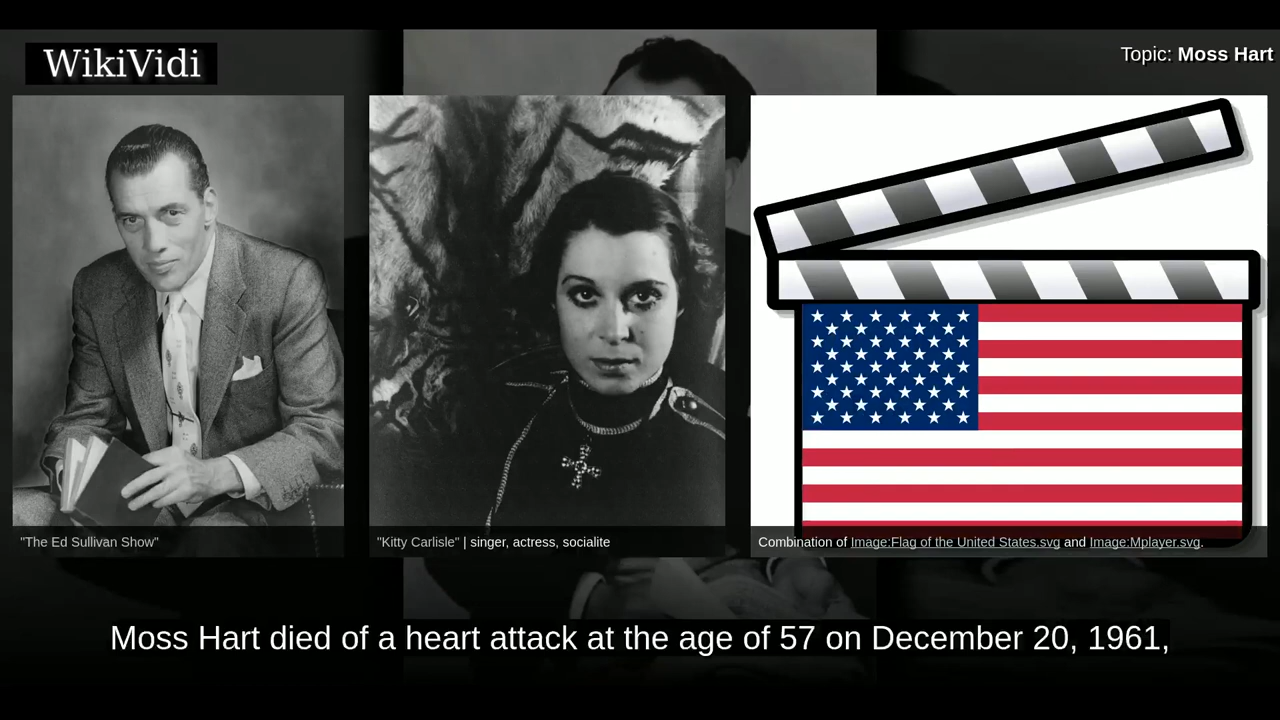 WikiVidi
Topic: Moss Hart
"The Ed Sullivan Show"
"Kitty Carlisle" | singer, actress, socialite
Combination of Image:Flag of the United States.svg and Image:Mplayer.svg.
Moss Hart died of a heart attack at the age of 57 on December 20, 1961,